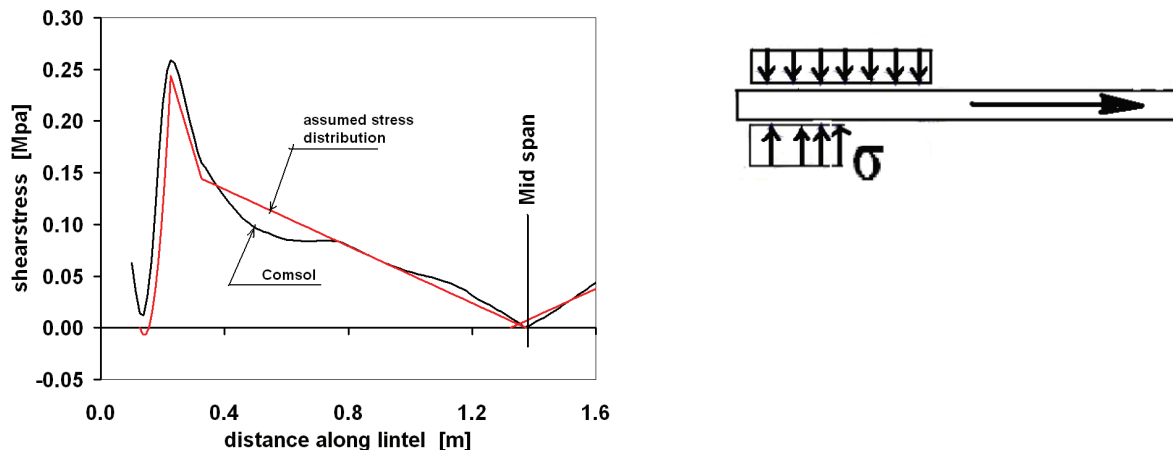 0.30
0.25
0.20
0.15
0.10
0.05
0.00
-0.05
shearstress [Mpa]
assumed stress
distribution
Comsol
Mid span
0.0
0.4
0.8
1.2
1.6
distance along lintel [m]
σ